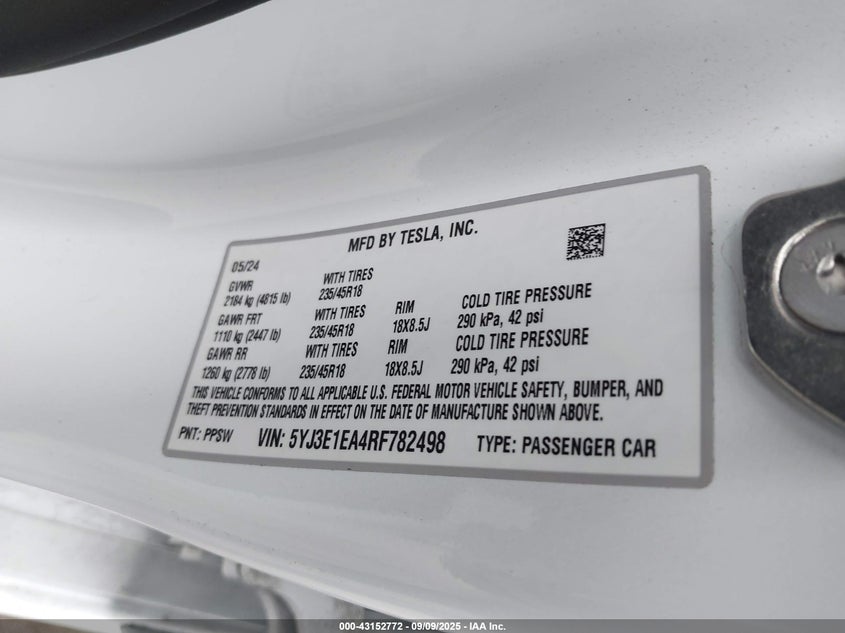 MFD BY TESLA, INC.
05/24
GVWR WITH TIRES
2184 kg (4815 lb) 235/45R18
GAWR FRT WITH TIRES RIM COLD TIRE PRESSURE
1110 kg (2447 lb) 235/45R18 18X8.5J 290 kPa, 42 psi
GAWR RR WITH TIRES RIM COLD TIRE PRESSURE
1260 kg (2778 lb) 235/45R18 18X8.5J 290 kPa, 42 psi
THIS VEHICLE CONFORMS TO ALL APPLICABLE U.S. FEDERAL MOTOR VEHICLE SAFETY, BUMPER, AND
THEFT PREVENTION STANDARDS IN EFFECT ON THE DATE OF MANUFACTURE SHOWN ABOVE.
PNT: PPSW VIN: 5YJ3E1EA4RF782498 TYPE: PASSENGER CAR
000-43152772 - 09/09/2025 - IAA Inc.